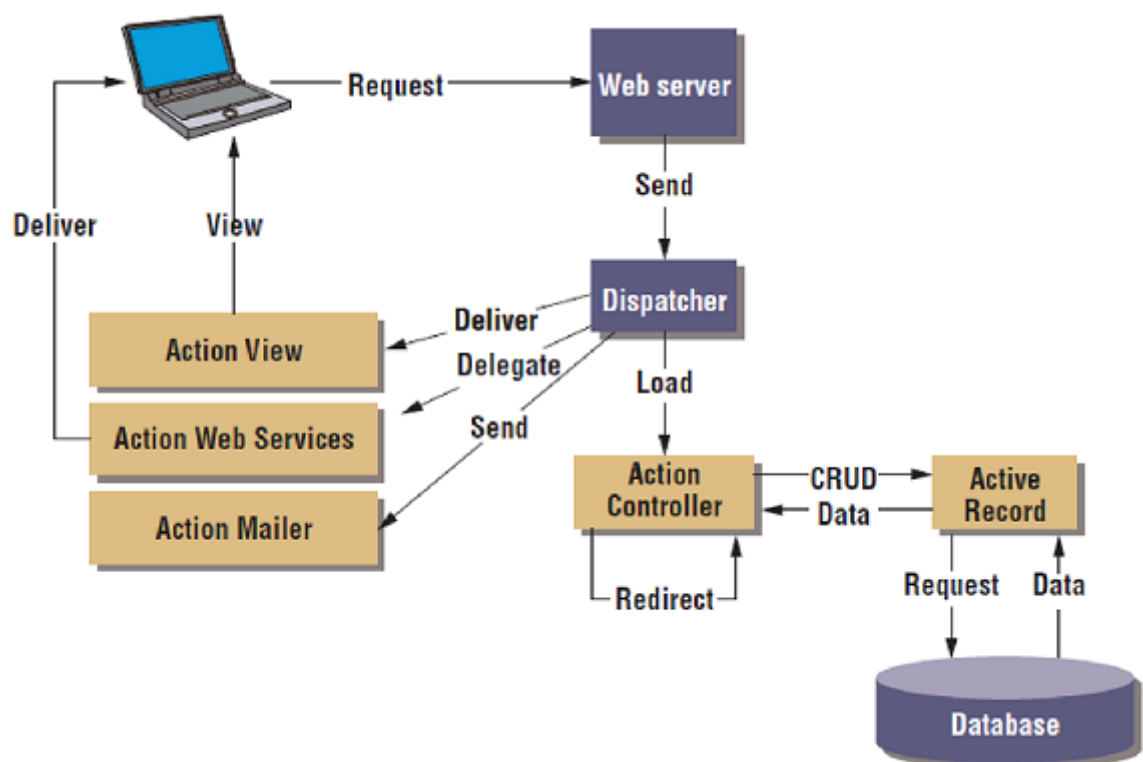 Request
Web server
Send
Deliver
View
Dispatcher
Deliver
Action View
Delegate
Load
Action Web Services
Send
Action
Controller
CRUD
Data
Active
Record
Action Mailer
Redirect
Request
Data
Database